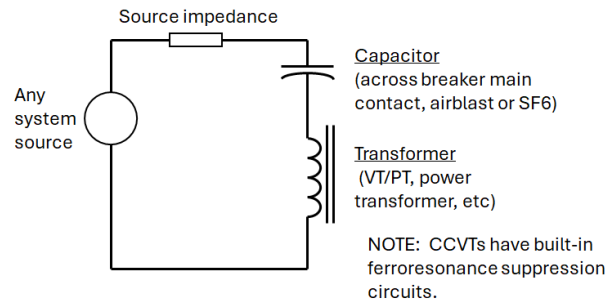 Source impedance
Any
system
source
Capacitor
(across breaker main
contact, airblast or SF6)
Transformer
(VT/PT, power
transformer, etc)
NOTE:  CCVTs have built-in
ferroresonance suppression
circuits.